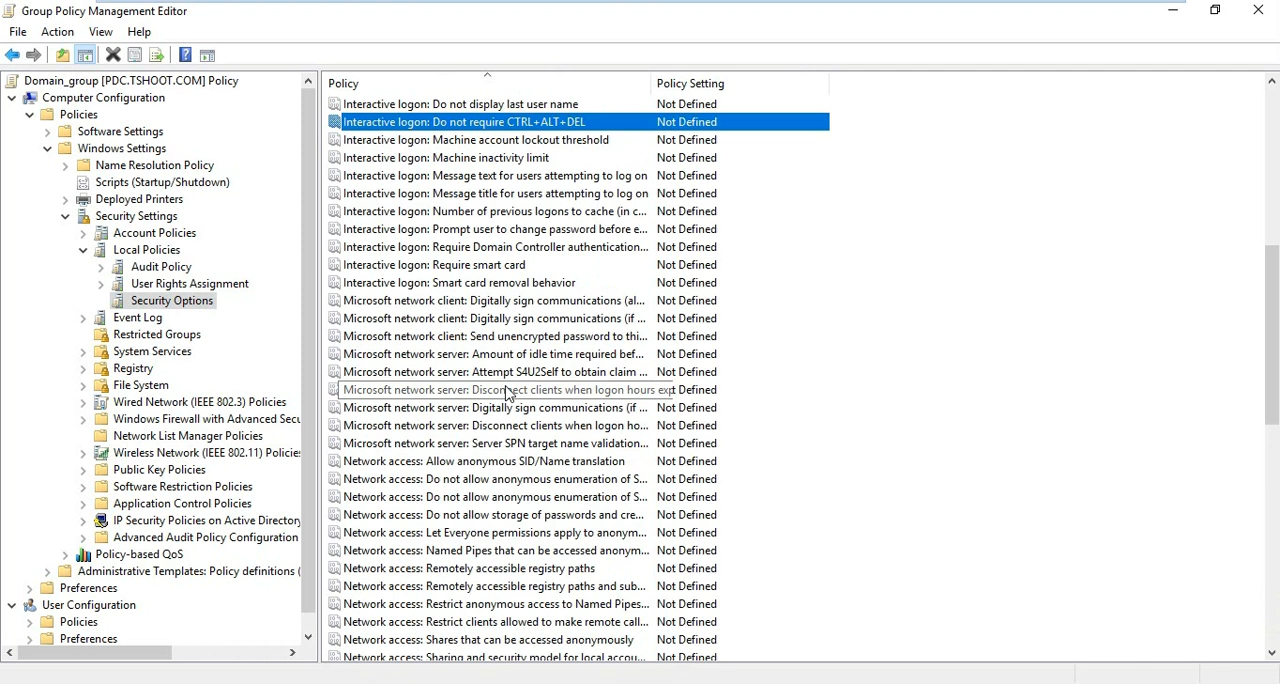 Group Policy Management Editor
File Action View Help
Domain_group [PDC.TSHOOT.COM] Policy
Computer Configuration
Policies
Software Settings
Windows Settings
Name Resolution Policy
Scripts (Startup/Shutdown)
Deployed Printers
Security Settings
Account Policies
Local Policies
Audit Policy
User Rights Assignment
Security Options
Event Log
Restricted Groups
System Services
Registry
File System
Wired Network (IEEE 802.3) Policies
Windows Firewall with Advanced Secu
Network List Manager Policies
Wireless Network (IEEE 802.11) Policies
Public Key Policies
Software Restriction Policies
Application Control Policies
IP Security Policies on Active Directory
Advanced Audit Policy Configuration
Policy-based QoS
Administrative Templates: Policy definitions (
Preferences
User Configuration
Policies
Preferences
Policy Policy Setting
Interactive logon: Do not display last user name Not Defined
Interactive logon: Do not require CTRL+ALT+DEL Not Defined
Interactive logon: Machine account lockout threshold Not Defined
Interactive logon: Machine inactivity limit Not Defined
Interactive logon: Message text for users attempting to log on Not Defined
Interactive logon: Message title for users attempting to log on Not Defined
Interactive logon: Number of previous logons to cache (in c... Not Defined
Interactive logon: Prompt user to change password before e... Not Defined
Interactive logon: Require Domain Controller authentication... Not Defined
Interactive logon: Require smart card Not Defined
Interactive logon: Smart card removal behavior Not Defined
Microsoft network client: Digitally sign communications (al... Not Defined
Microsoft network client: Digitally sign communications (if ... Not Defined
Microsoft network client: Send unencrypted password to thi... Not Defined
Microsoft network server: Amount of idle time required bef... Not Defined
Microsoft network server: Attempt S4U2Self to obtain claim ... Not Defined
Microsoft network server: Disconnect clients when logon hours exp Defined
Microsoft network server: Digitally sign communications (if ... Not Defined
Microsoft network server: Disconnect clients when logon ho... Not Defined
Microsoft network server: Server SPN target name validation... Not Defined
Network access: Allow anonymous SID/Name translation Not Defined
Network access: Do not allow anonymous enumeration of S... Not Defined
Network access: Do not allow anonymous enumeration of S... Not Defined
Network access: Do not allow storage of passwords and cre... Not Defined
Network access: Let Everyone permissions apply to anonym... Not Defined
Network access: Named Pipes that can be accessed anonym... Not Defined
Network access: Remotely accessible registry paths Not Defined
Network access: Remotely accessible registry paths and sub... Not Defined
Network access: Restrict anonymous access to Named Pipes... Not Defined
Network access: Restrict clients allowed to make remote call... Not Defined
Network access: Shares that can be accessed anonymously Not Defined
Network access: Sharing and security model for local accou... Not Defined